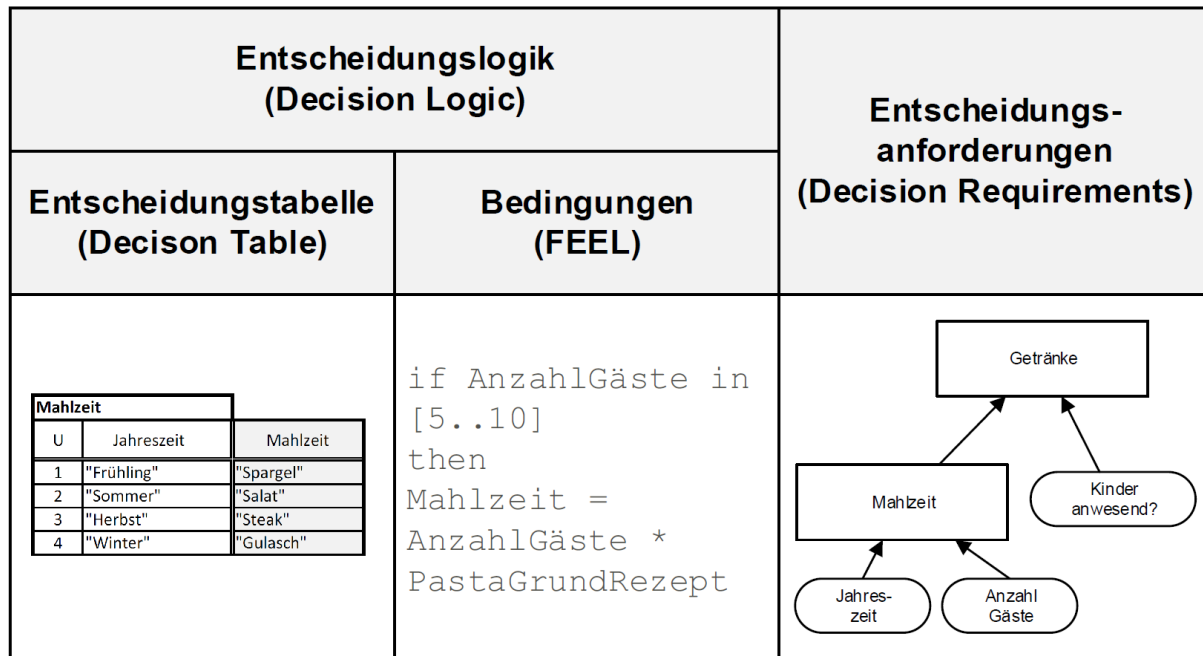 Entscheidungslogik
(Decision Logic)
Entscheidungs-
anforderungen
(Decision Requirements)
Entscheidungstabelle
(Decison Table)
Bedingungen
(FEEL)
Mahlzeit
U Jahreszeit Mahlzeit
1 "Frühling" "Spargel"
2 "Sommer" "Salat"
3 "Herbst" "Steak"
4 "Winter" "Gulasch"
if AnzahlGäste in
[5..10]
then
Mahlzeit =
AnzahlGäste *
PastaGrundRezept
Getränke
Mahlzeit
Kinder
anwesend?
Jahres-
zeit
Anzahl
Gäste